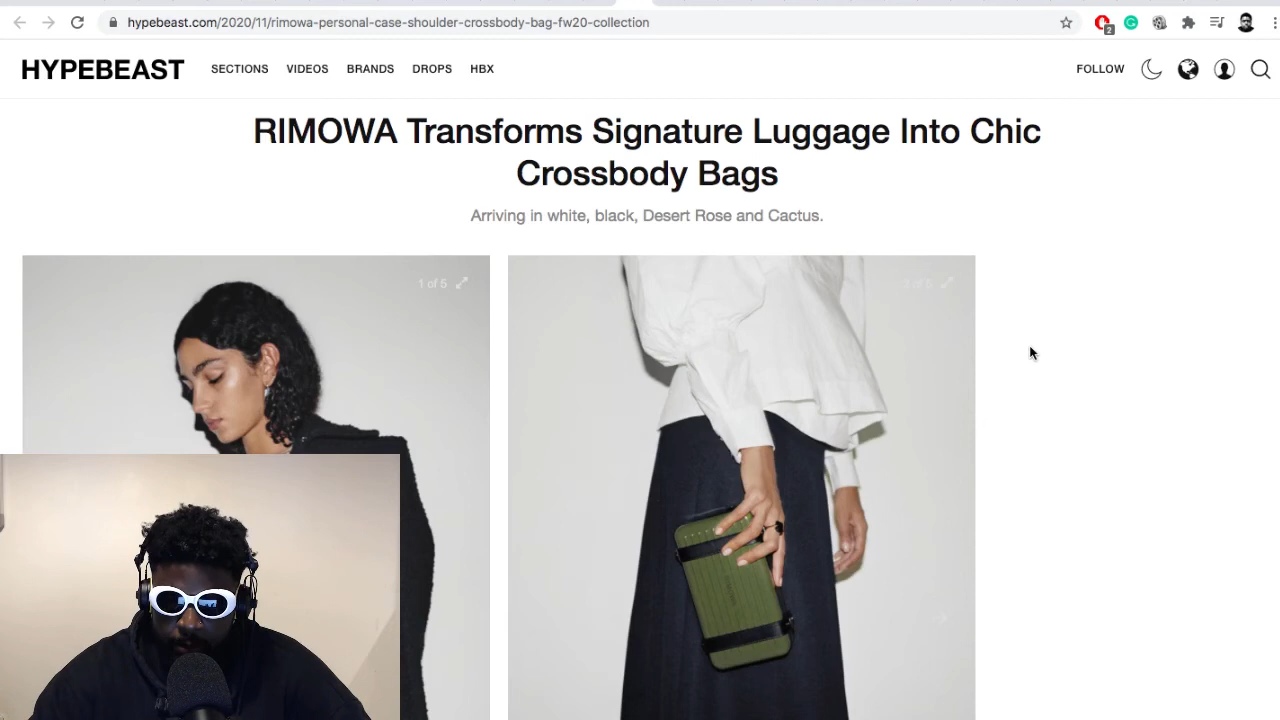 hypebeast.com/2020/11/rimowa-personal-case-shoulder-crossbody-bag-fw20-collection
2
HYPEBEAST SECTIONS VIDEOS BRANDS DROPS HBX FOLLOW
RIMOWA Transforms Signature Luggage Into Chic
Crossbody Bags
Arriving in white, black, Desert Rose and Cactus.
1 of 5